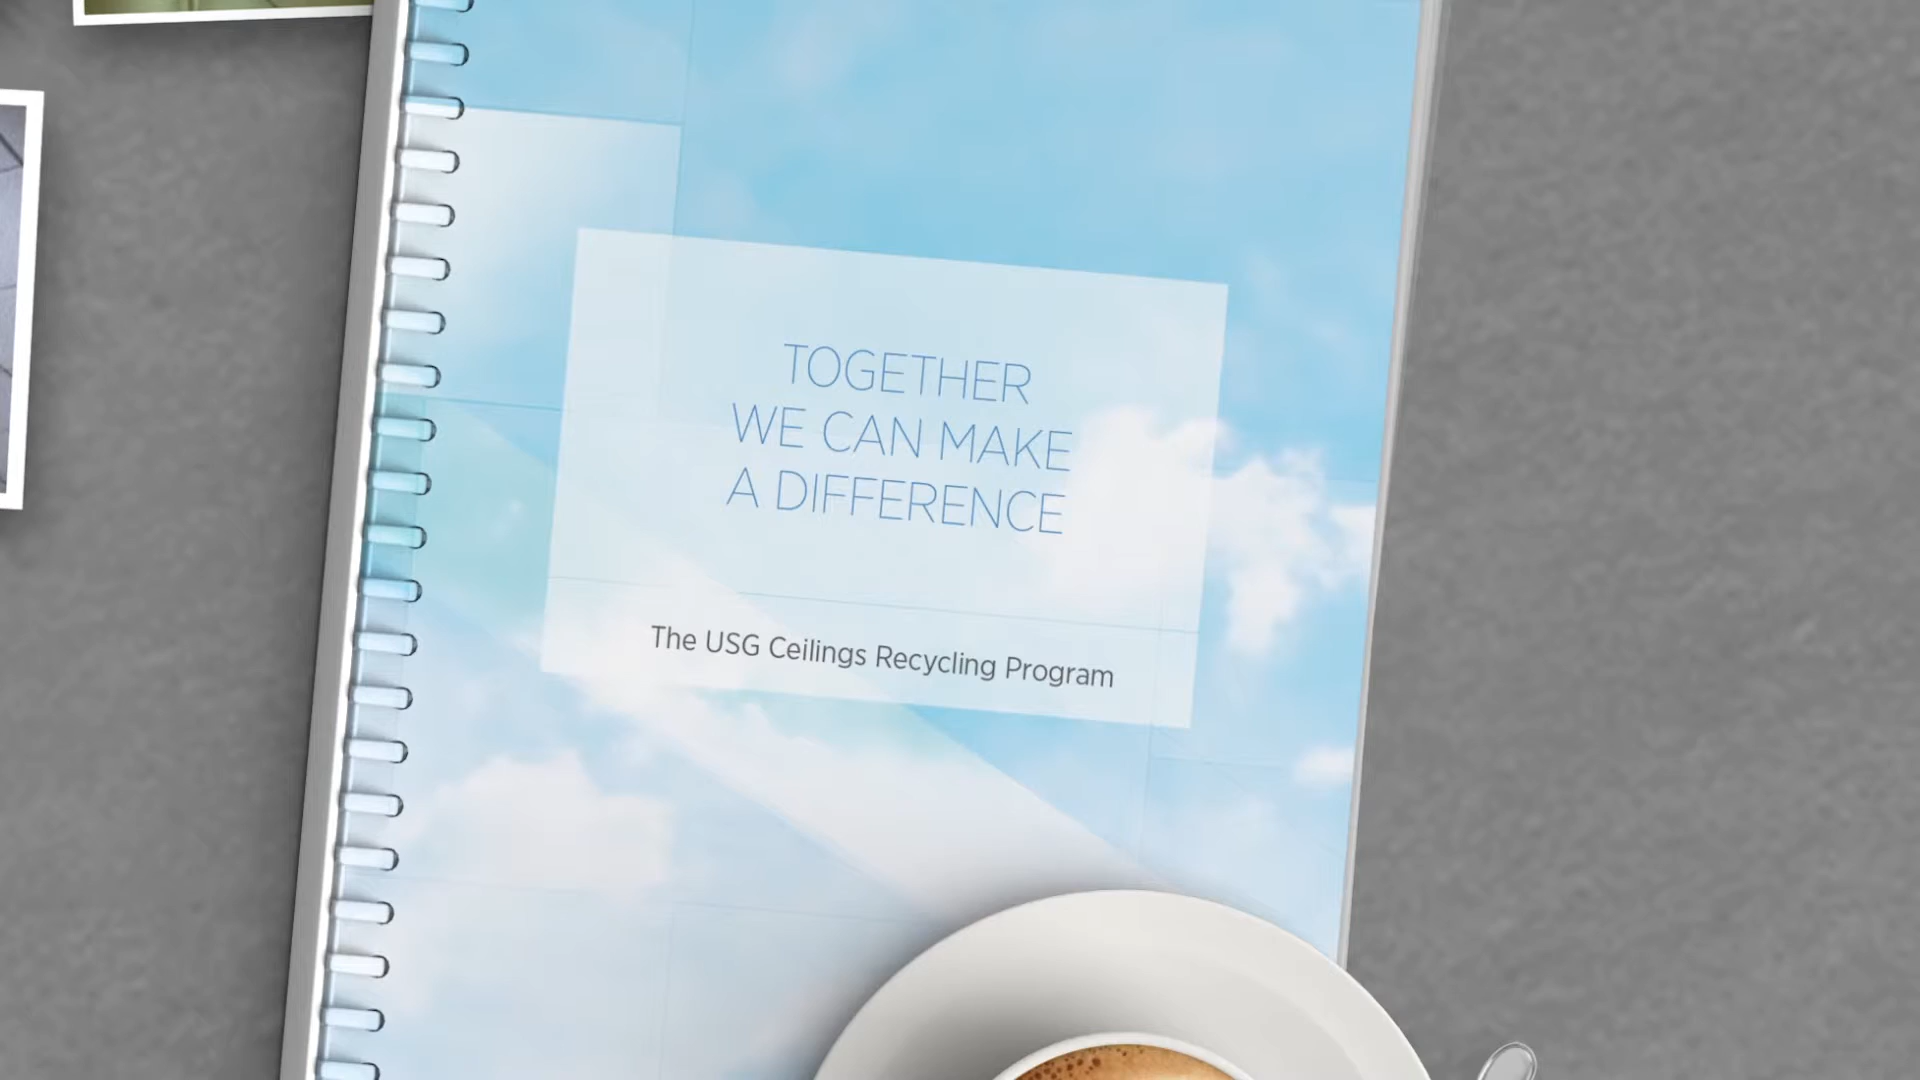 TOGETHER
WE CAN MAKE
A DIFFERENCE
The USG Ceilings Recycling Program